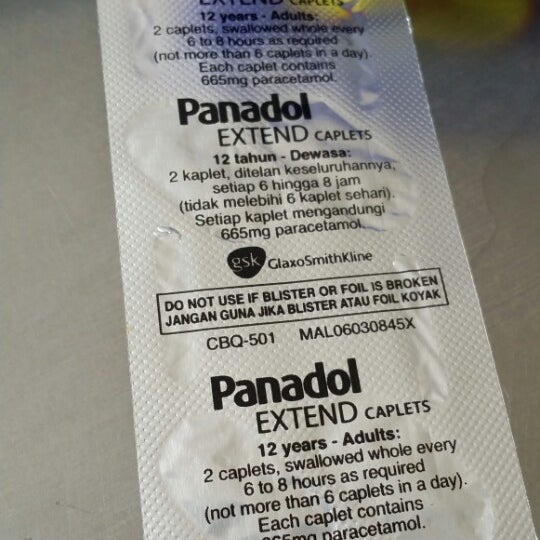 EXTEND CAPLETS
12 years - Adults:
2 caplets, swallowed whole every
6 to 8 hours as required
(not more than 6 caplets in a day).
Each caplet contains
665mg paracetamol.
Panadol
EXTEND CAPLETS
12 tahun - Dewasa:
2 kaplet, ditelan keseluruhannya,
setiap 6 hingga 8 jam
(tidak melebihi 6 kaplet sehari).
Setiap kaplet mengandungi
665mg paracetamol.
gsk GlaxoSmithKline
DO NOT USE IF BLISTER OR FOIL IS BROKEN
JANGAN GUNA JIKA BLISTER ATAU FOIL KOYAK
CBQ-501 MAL06030845X
Panadol
EXTEND CAPLETS
12 years - Adults:
2 caplets, swallowed whole every
6 to 8 hours as required
(not more than 6 caplets in a day).
Each caplet contains
665mg paracetamol.